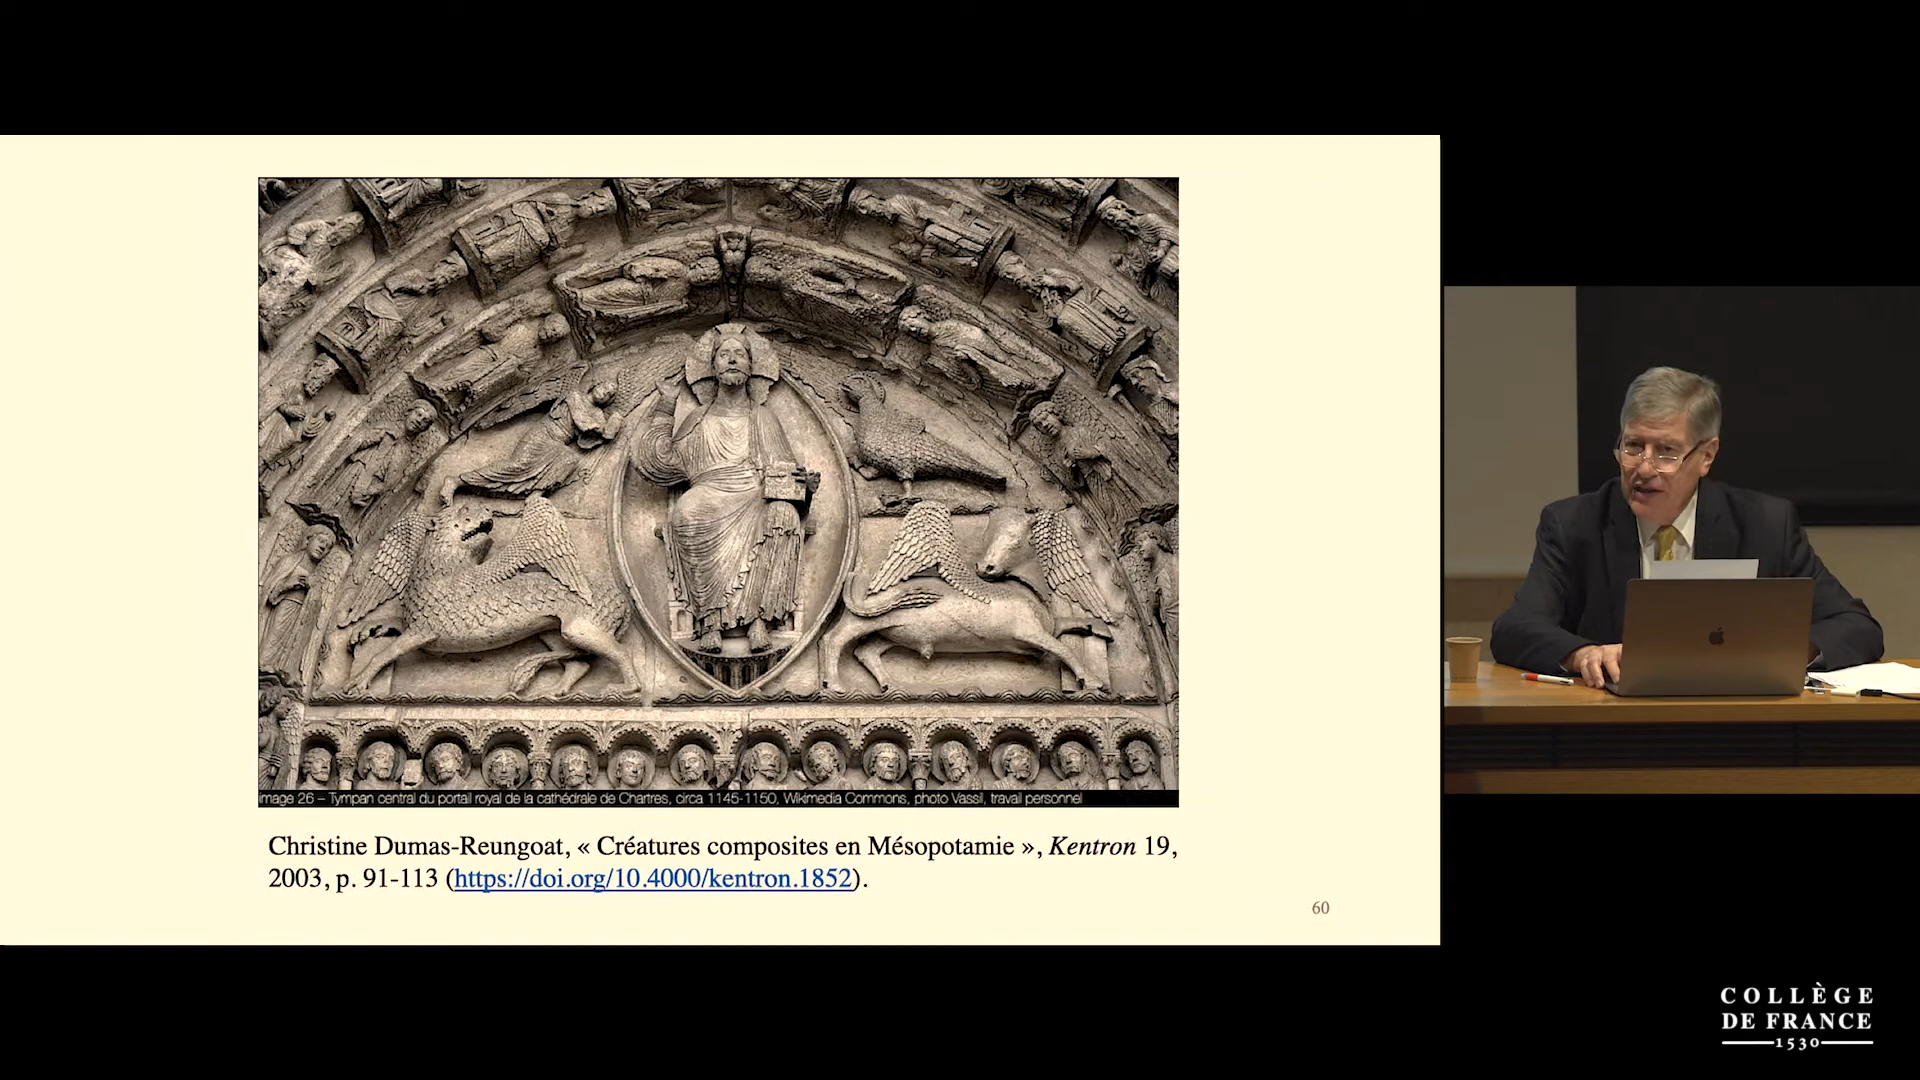 Image 26 – Tympan central du portail royal de la cathédrale de Chartres, circa 1145-1150, Wikimedia Commons, photo Vassil, travail personnel
Christine Dumas-Reungoat, « Créatures composites en Mésopotamie », Kentron 19,
2003, p. 91-113 (https://doi.org/10.4000/kentron.1852).
60
COLLÈGE
DE FRANCE
1530